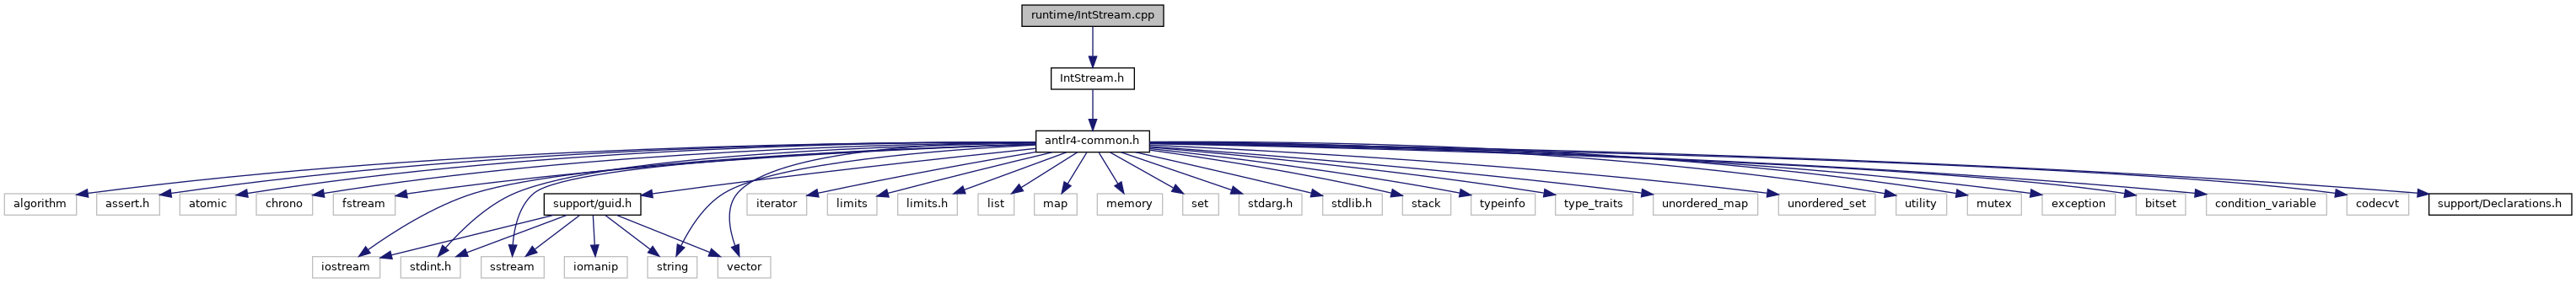 runtime/IntStream.cpp
IntStream.h
antlr4-common.h
algorithm
assert.h
atomic
chrono
fstream
support/guid.h
iterator
limits
limits.h
list
map
memory
set
stdarg.h
stdlib.h
stack
typeinfo
type_traits
unordered_map
unordered_set
utility
mutex
exception
bitset
condition_variable
codecvt
support/Declarations.h
iostream
stdint.h
sstream
iomanip
string
vector